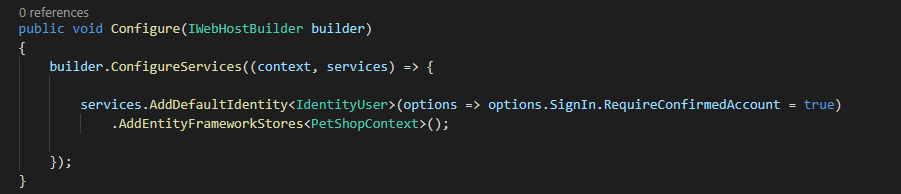 0 references
public void Configure(IWebHostBuilder builder)
{
builder.ConfigureServices((context, services) => {
services.AddDefaultIdentity<IdentityUser>(options => options.SignIn.RequireConfirmedAccount = true)
.AddEntityFrameworkStores<PetShopContext>();
});
}